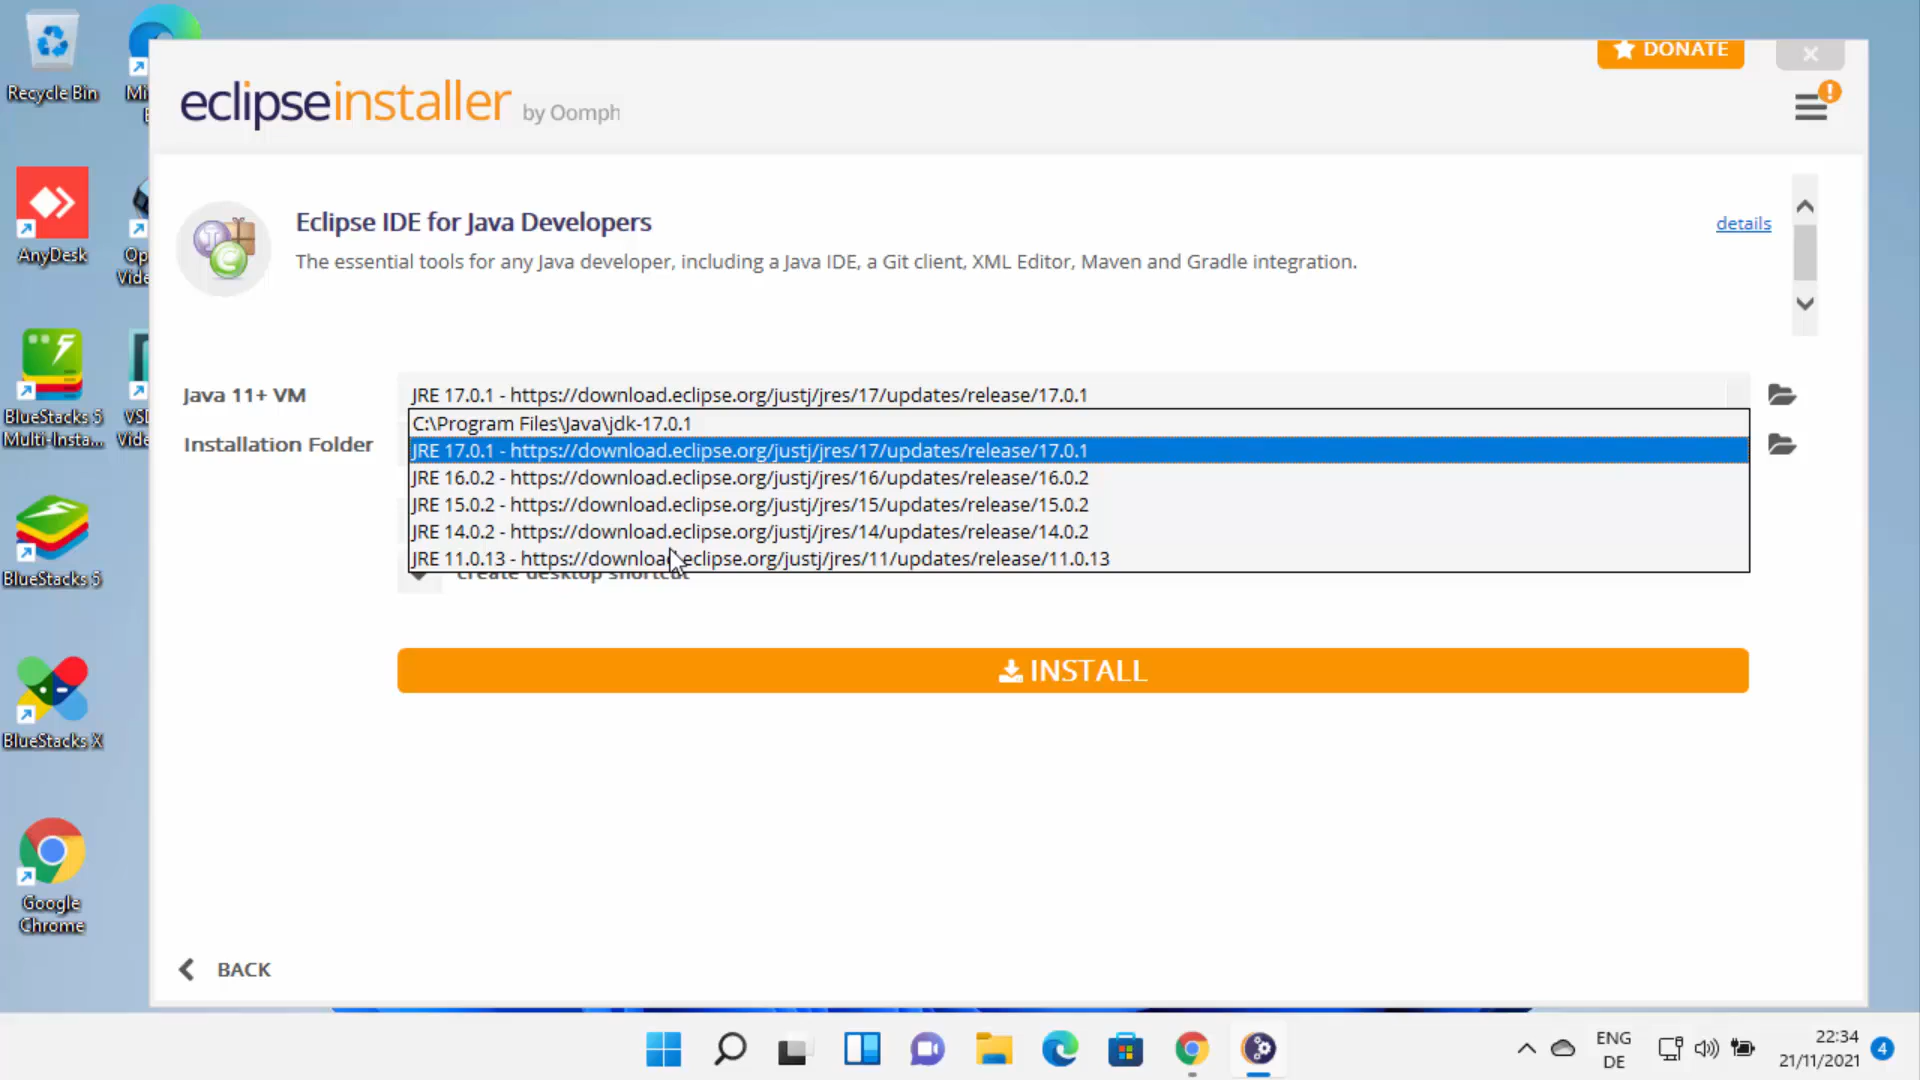 Recycle Bin
Mi
E
AnyDesk
Op
Vide
BlueStacks 5
Multi-Insta...
VSD
Vide
BlueStacks 5
BlueStacks X
Google
Chrome
DONATE
eclipseinstaller by Oomph
Eclipse IDE for Java Developers
details
The essential tools for any Java developer, including a Java IDE, a Git client, XML Editor, Maven and Gradle integration.
Java 11+ VM
JRE 17.0.1 - https://download.eclipse.org/justj/jres/17/updates/release/17.0.1
C:\Program Files\Java\jdk-17.0.1
Installation Folder
JRE 17.0.1 - https://download.eclipse.org/justj/jres/17/updates/release/17.0.1
JRE 16.0.2 - https://download.eclipse.org/justj/jres/16/updates/release/16.0.2
JRE 15.0.2 - https://download.eclipse.org/justj/jres/15/updates/release/15.0.2
JRE 14.0.2 - https://download.eclipse.org/justj/jres/14/updates/release/14.0.2
JRE 11.0.13 - https://download.eclipse.org/justj/jres/11/updates/release/11.0.13
create desktop shortcut
INSTALL
BACK
ENG
DE
22:34
21/11/2021
4